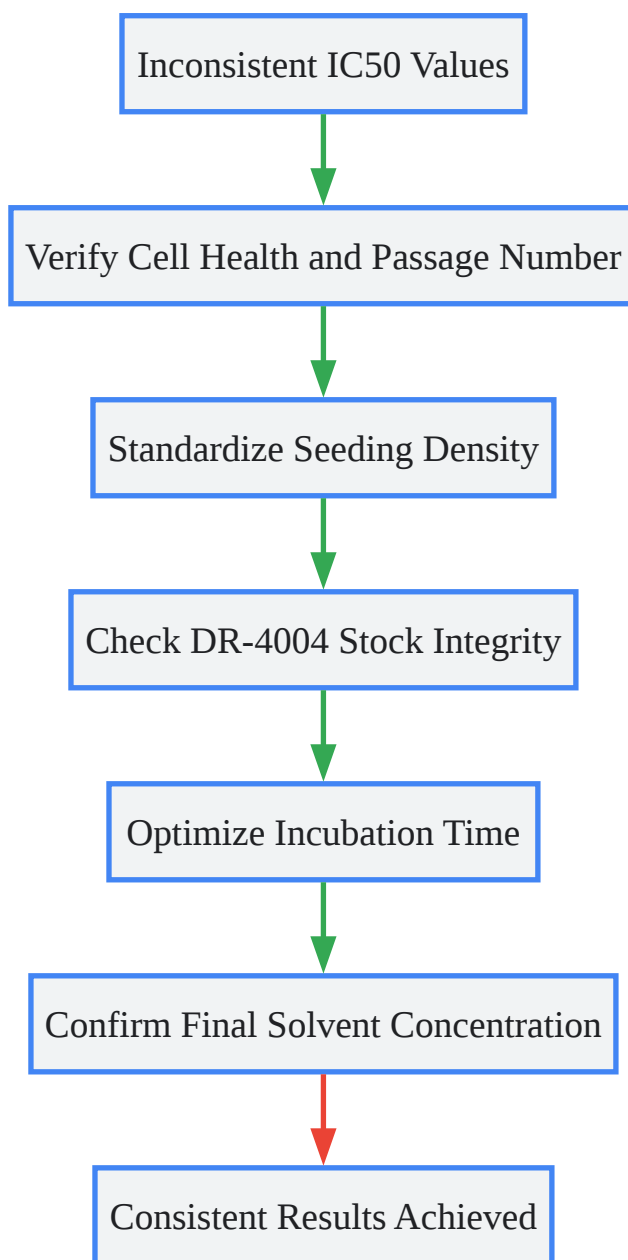 Inconsistent IC50 Values
Verify Cell Health and Passage Number
Standardize Seeding Density
Check DR-4004 Stock Integrity
Optimize Incubation Time
Confirm Final Solvent Concentration
Consistent Results Achieved